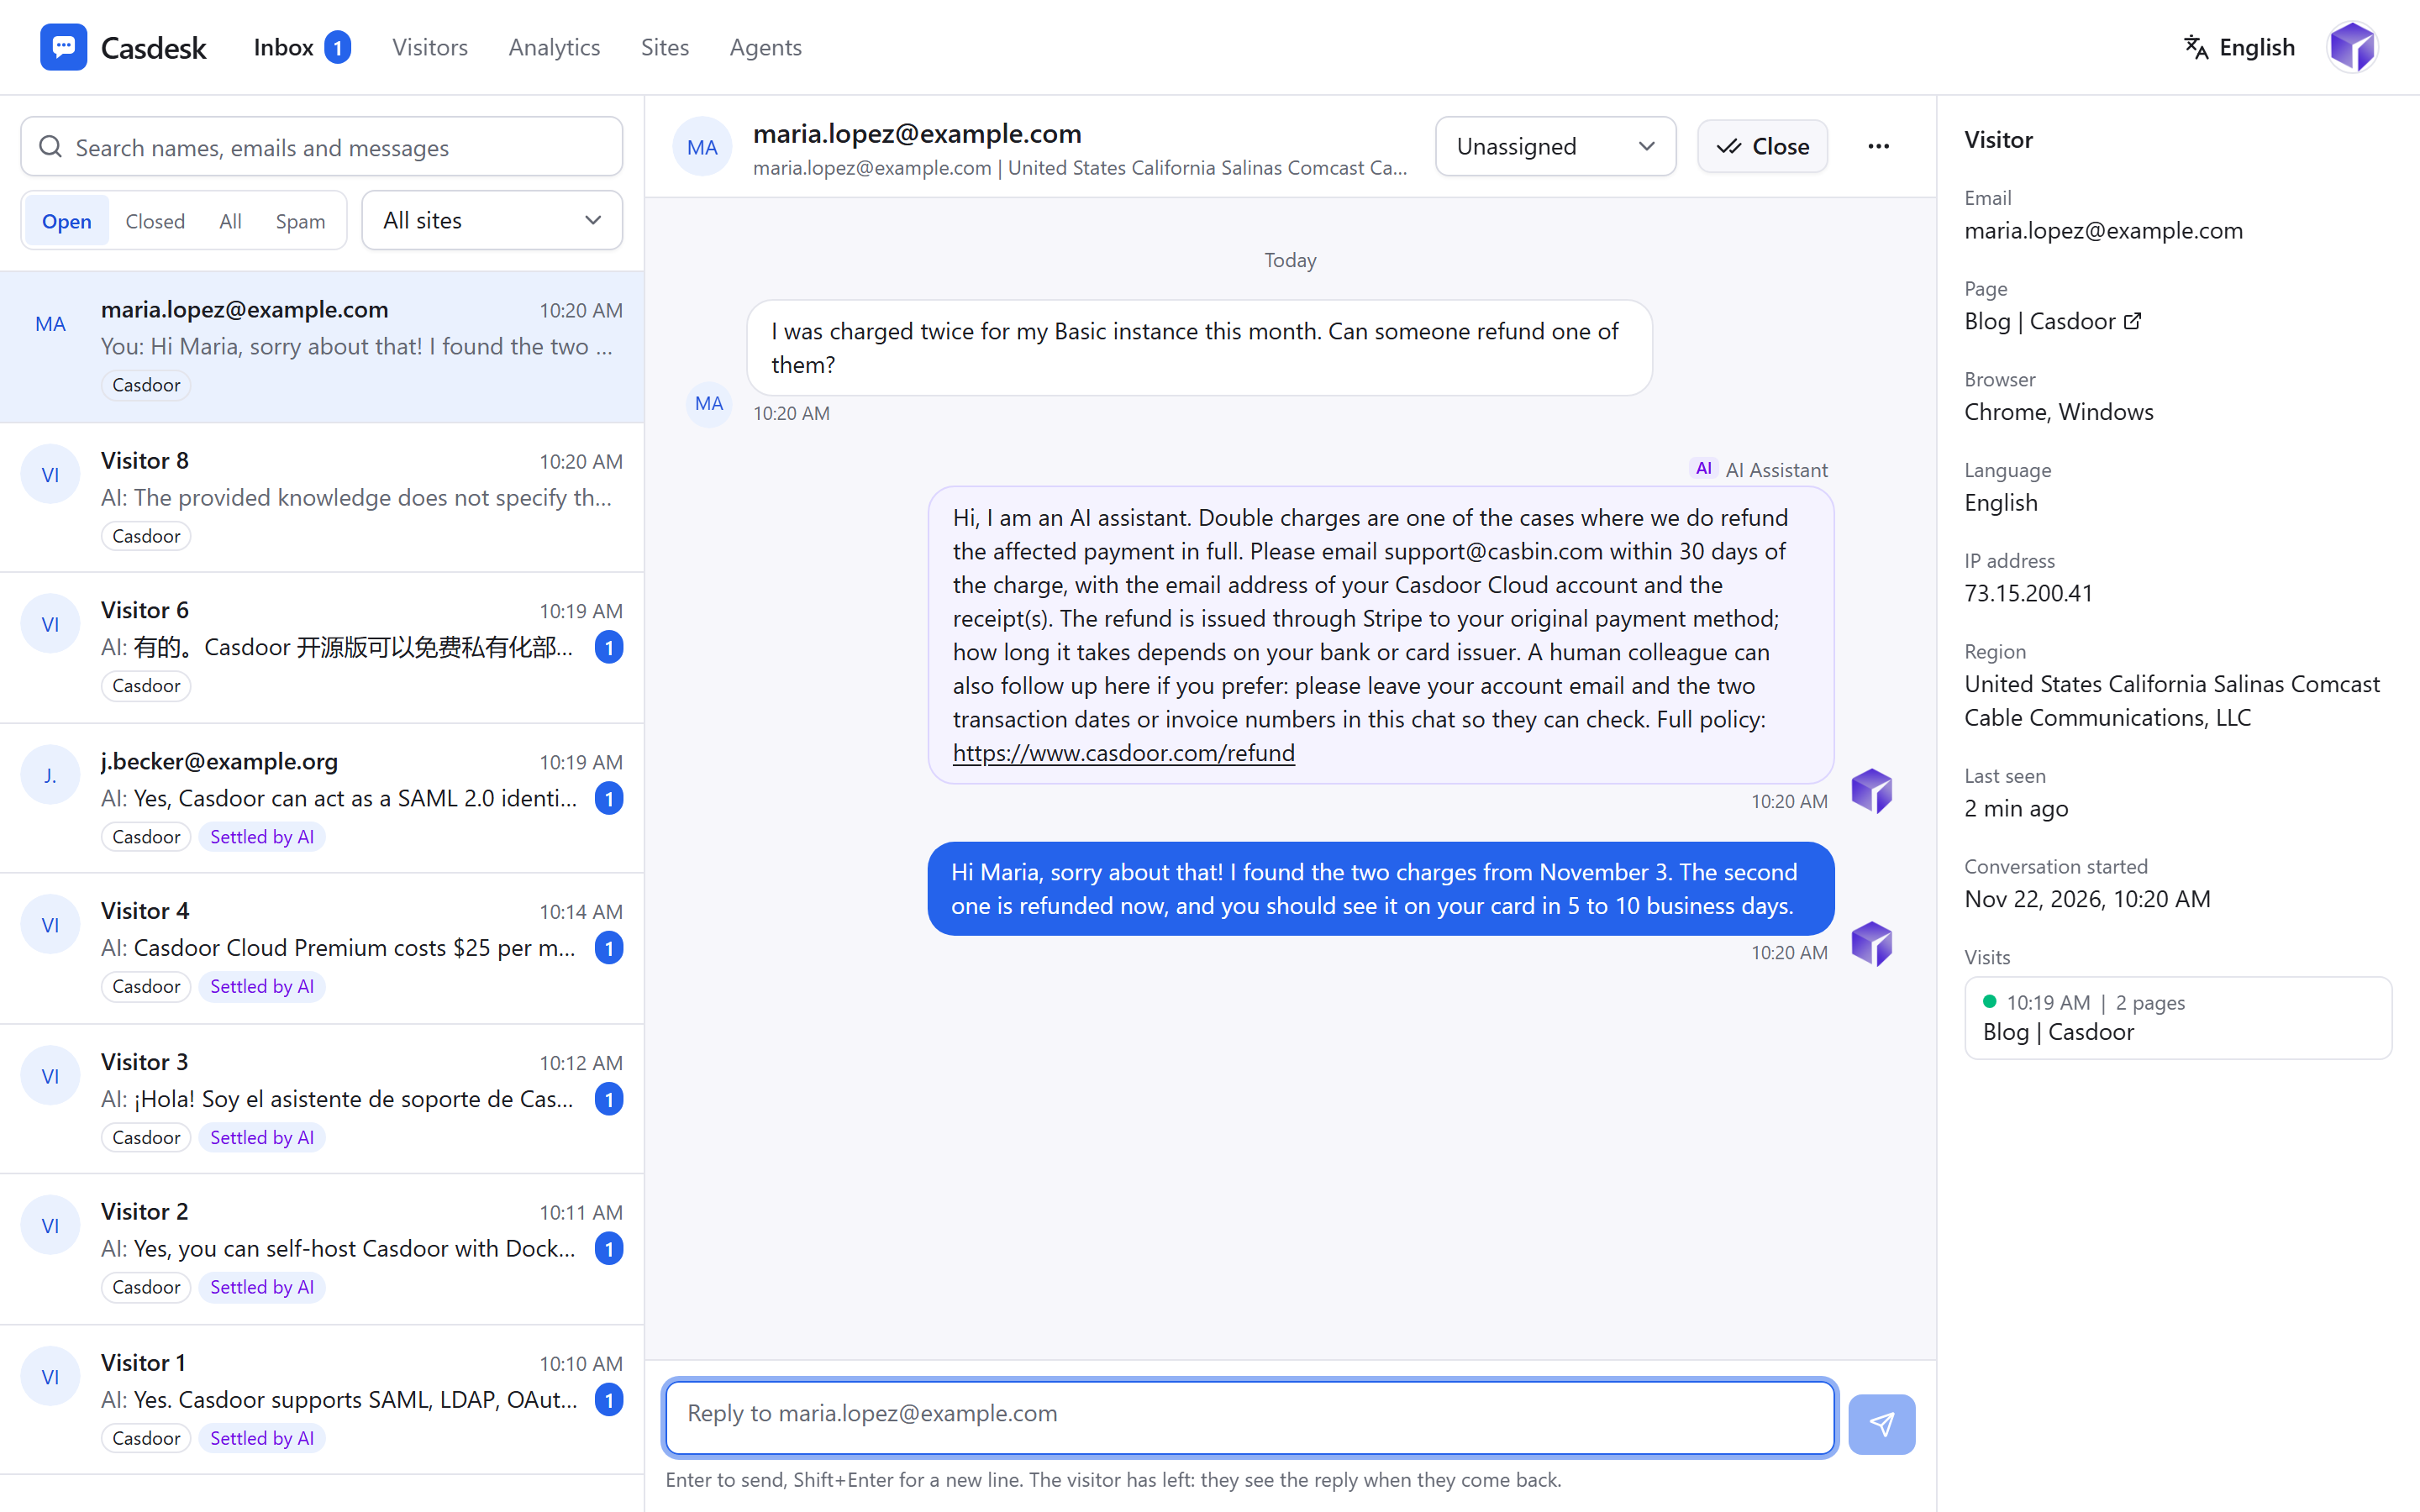 Casdesk
Inbox 1
Visitors
Analytics
Sites
Agents
English
Search names, emails and messages
Open
Closed
All
Spam
All sites
MA
maria.lopez@example.com
10:20 AM
You: Hi Maria, sorry about that! I found the two ...
Casdoor
VI
Visitor 8
10:20 AM
AI: The provided knowledge does not specify th...
Casdoor
VI
Visitor 6
10:19 AM
AI: 有的。Casdoor 开源版可以免费私有化部...
1
Casdoor
J.
j.becker@example.org
10:19 AM
AI: Yes, Casdoor can act as a SAML 2.0 identi...
1
Casdoor
Settled by AI
VI
Visitor 4
10:14 AM
AI: Casdoor Cloud Premium costs $25 per m...
1
Casdoor
Settled by AI
VI
Visitor 3
10:12 AM
AI: ¡Hola! Soy el asistente de soporte de Cas...
1
Casdoor
Settled by AI
VI
Visitor 2
10:11 AM
AI: Yes, you can self-host Casdoor with Dock...
1
Casdoor
Settled by AI
VI
Visitor 1
10:10 AM
AI: Yes. Casdoor supports SAML, LDAP, OAut...
1
Casdoor
Settled by AI
MA
maria.lopez@example.com
maria.lopez@example.com | United States California Salinas Comcast Ca...
Unassigned
Close
Today
I was charged twice for my Basic instance this month. Can someone refund one of
them?
MA
10:20 AM
AI AI Assistant
Hi, I am an AI assistant. Double charges are one of the cases where we do refund
the affected payment in full. Please email support@casbin.com within 30 days of
the charge, with the email address of your Casdoor Cloud account and the
receipt(s). The refund is issued through Stripe to your original payment method;
how long it takes depends on your bank or card issuer. A human colleague can
also follow up here if you prefer: please leave your account email and the two
transaction dates or invoice numbers in this chat so they can check. Full policy:
https://www.casdoor.com/refund
10:20 AM
Hi Maria, sorry about that! I found the two charges from November 3. The second
one is refunded now, and you should see it on your card in 5 to 10 business days.
10:20 AM
Reply to maria.lopez@example.com
Enter to send, Shift+Enter for a new line. The visitor has left: they see the reply when they come back.
Visitor
Email
maria.lopez@example.com
Page
Blog | Casdoor
Browser
Chrome, Windows
Language
English
IP address
73.15.200.41
Region
United States California Salinas Comcast
Cable Communications, LLC
Last seen
2 min ago
Conversation started
Nov 22, 2026, 10:20 AM
Visits
10:19 AM | 2 pages
Blog | Casdoor